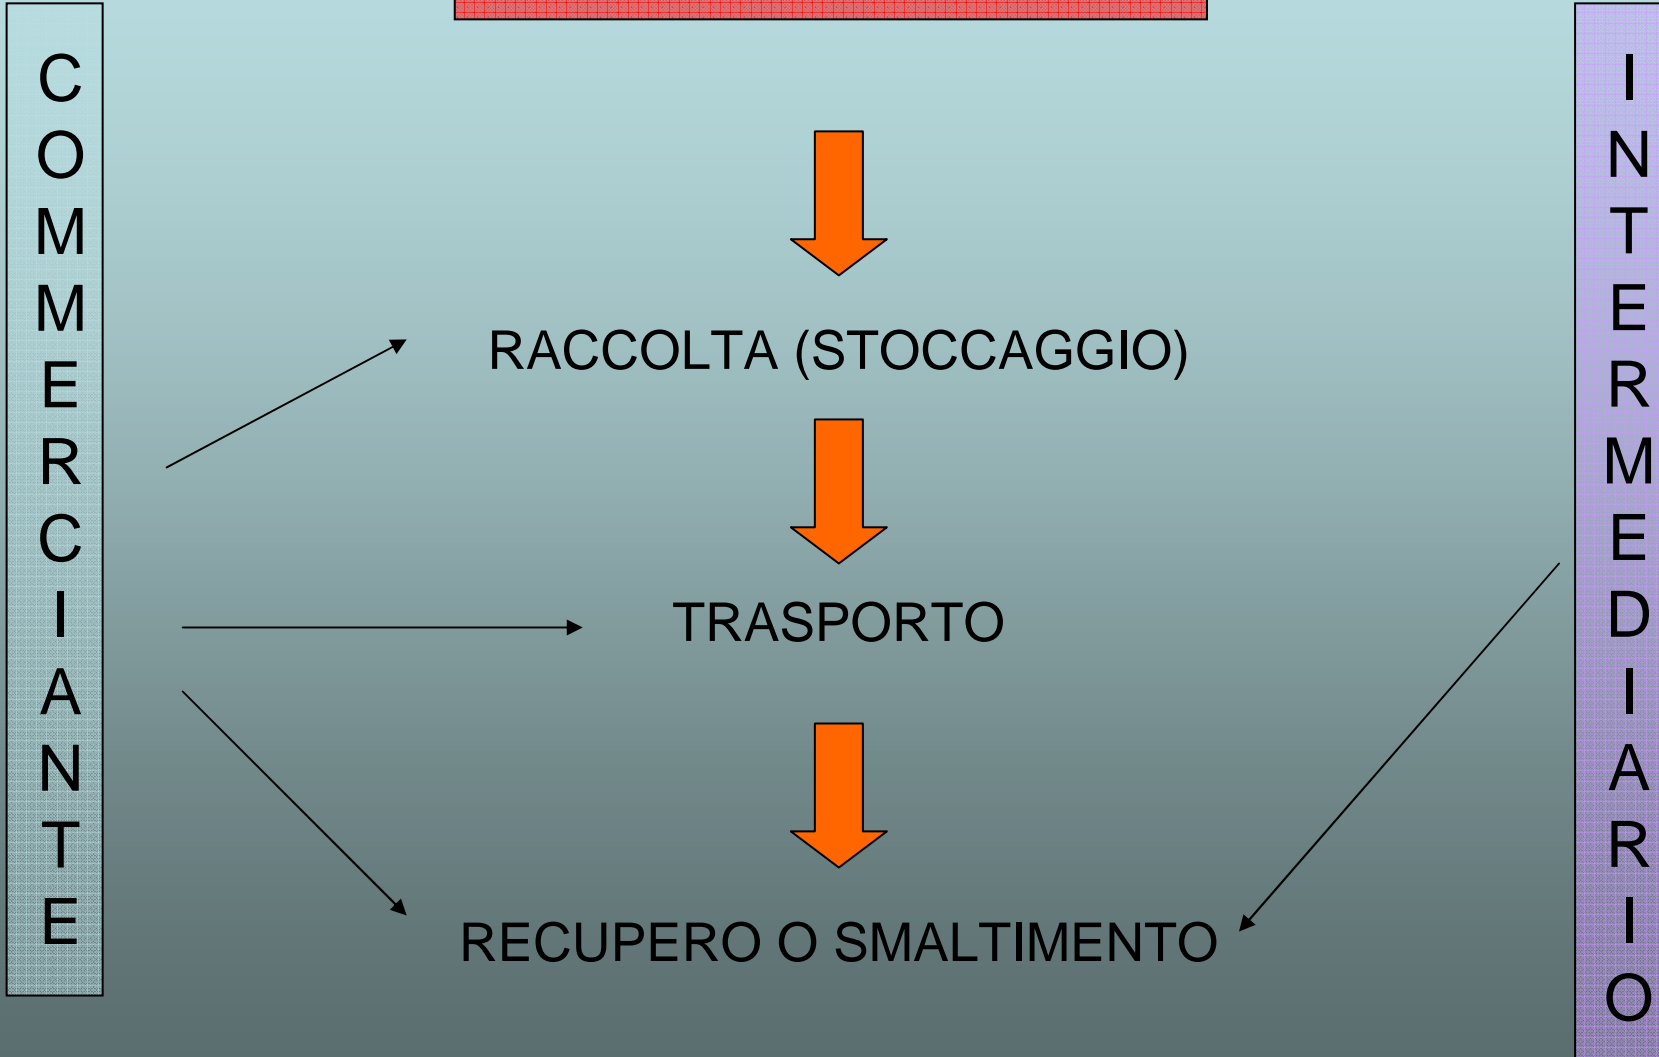 COMMERCIANTE
RACCOLTA (STOCCAGGIO)
TRASPORTO
RECUPERO O SMALTIMENTO
INTERMEDIARIO